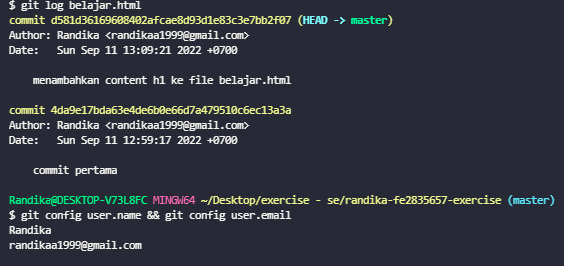 $ git log belajar.html
commit d581d36169608402afcae8d93d1e83c3e7bb2f07 (HEAD -> master)
Author: Randika <randikaa1999@gmail.com>
Date:   Sun Sep 11 13:09:21 2022 +0700
menambahkan content h1 ke file belajar.html
commit 4da9e17bda63e4de6b0e66d7a479510c6ec13a3a
Author: Randika <randikaa1999@gmail.com>
Date:   Sun Sep 11 12:59:17 2022 +0700
commit pertama
Randika@DESKTOP-V73L8FC MINGW64 ~/Desktop/exercise - se/randika-fe2835657-exercise (master)
$ git config user.name && git config user.email
Randika
randikaa1999@gmail.com